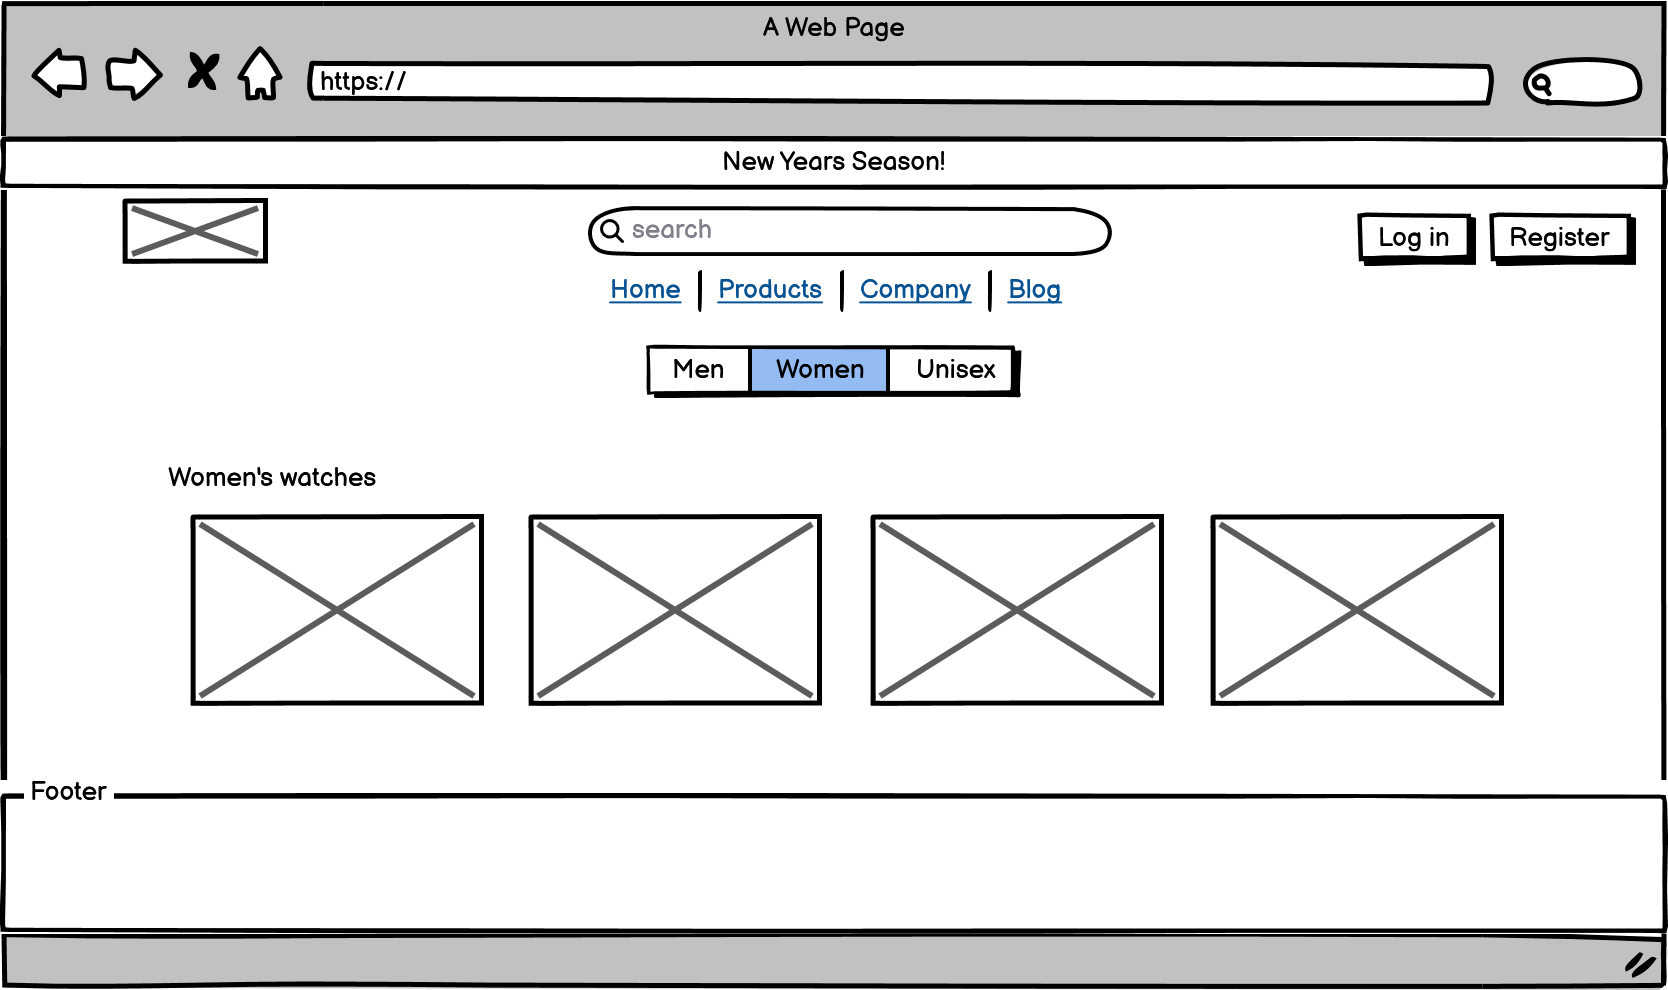 A Web Page
https://
New Years Season!
search
Log in
Register
Home
Products
Company
Blog
Men
Women
Unisex
Women's watches
Footer